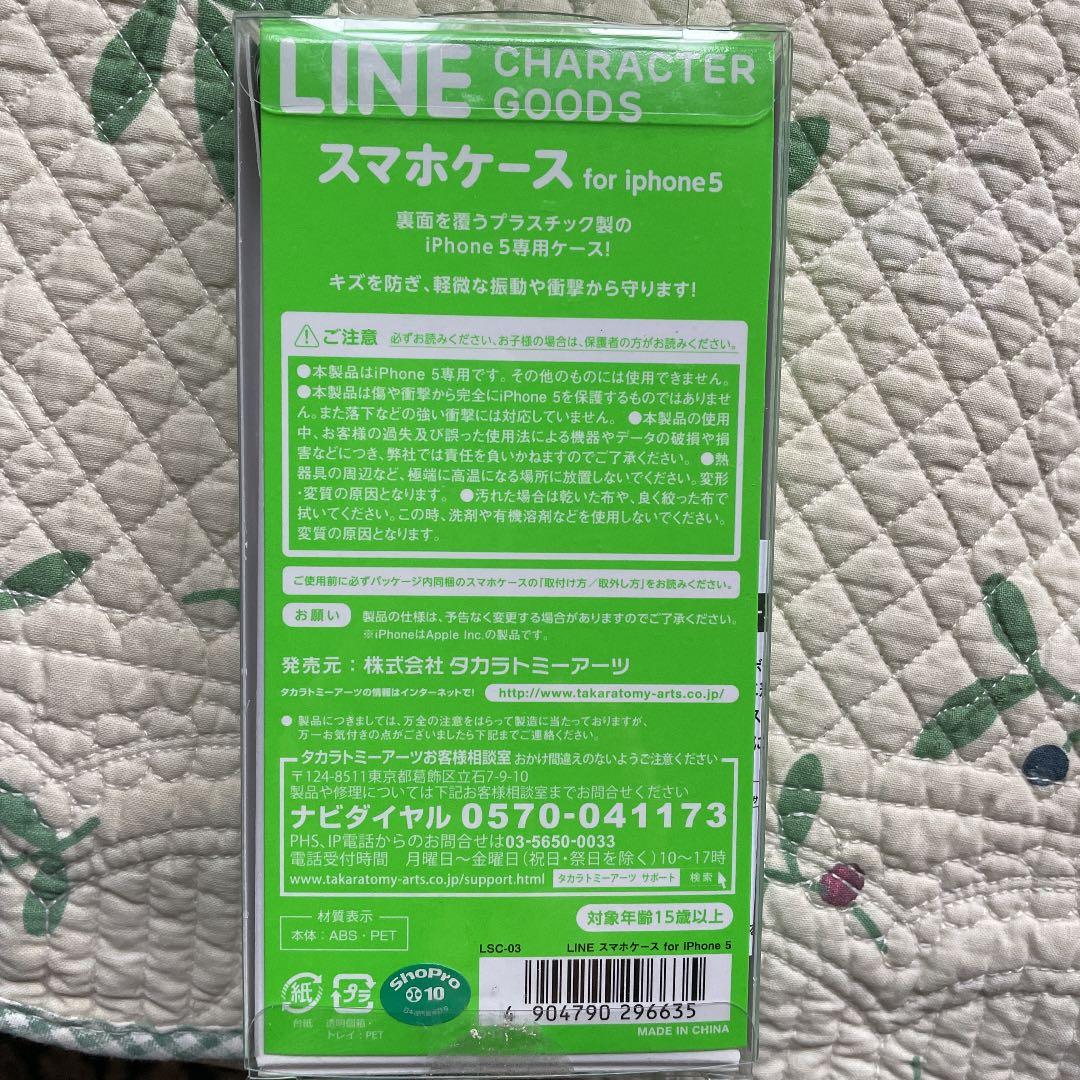 LINE CHARACTER GOODS
スマホケース for iphone5
裏面を覆うプラスチック製の
iPhone 5専用ケース!
キズを防ぎ、軽微な振動や衝撃から守ります!
ご注意 必ずお読みください、お子様の場合は、保護者の方がお読みください。
●本製品はiPhone 5専用です。その他のものには使用できません。
●本製品は傷や衝撃から完全にiPhone 5を保護するものではありませ
ん。また落下などの強い衝撃には対応していません。 ●本製品の使用
中、お客様の過失及び誤った使用法による機器やデータの破損や損
害などにつき、弊社では責任を負いかねますのでご了承ください。 ●熱
器具の周辺など、極端に高温になる場所に放置しないでください。変形
・変質の原因となります。 ●汚れた場合は乾いた布や、良く絞った布で
拭いてください。この時、洗剤や有機溶剤などを使用しないでください。
変質の原因となります。
ご使用前に必ずパッケージ内同梱のスマホケースの「取付け方/取外し方」をお読みください。
お願い 製品の仕様は、予告なく変更する場合がありますのでご了承ください。
※iPhoneはApple Inc.の製品です。
発売元:株式会社 タカラトミーアーツ
タカラトミーアーツの情報はインターネットで! http://www.takaratomy-arts.co.jp/
● 製品につきましては、万全の注意をはらって製造に当たっておりますが、
万一お気付きの点がございましたら下記までご連絡ください。
タカラトミーアーツお客様相談室 おかけ間違えのないようご注意ください
〒124-8511東京都葛飾区立石7-9-10
製品や修理については下記お客様相談室までお問合せください
ナビダイヤル 0570-041173
PHS、IP電話からのお問合せは03-5650-0033
電話受付時間 月曜日〜金曜日(祝日・祭日を除く)10〜17時
www.takaratomy-arts.co.jp/support.html タカラトミーアーツ サポート 検索
材質表示
本体:ABS・PET
対象年齢15歳以上
LSC-03 LINE スマホケース for iPhone 5
紙
プラ
ShoPro
10
台紙
透明個箱・
トレイ:PET
4 904790 296635
MADE IN CHINA